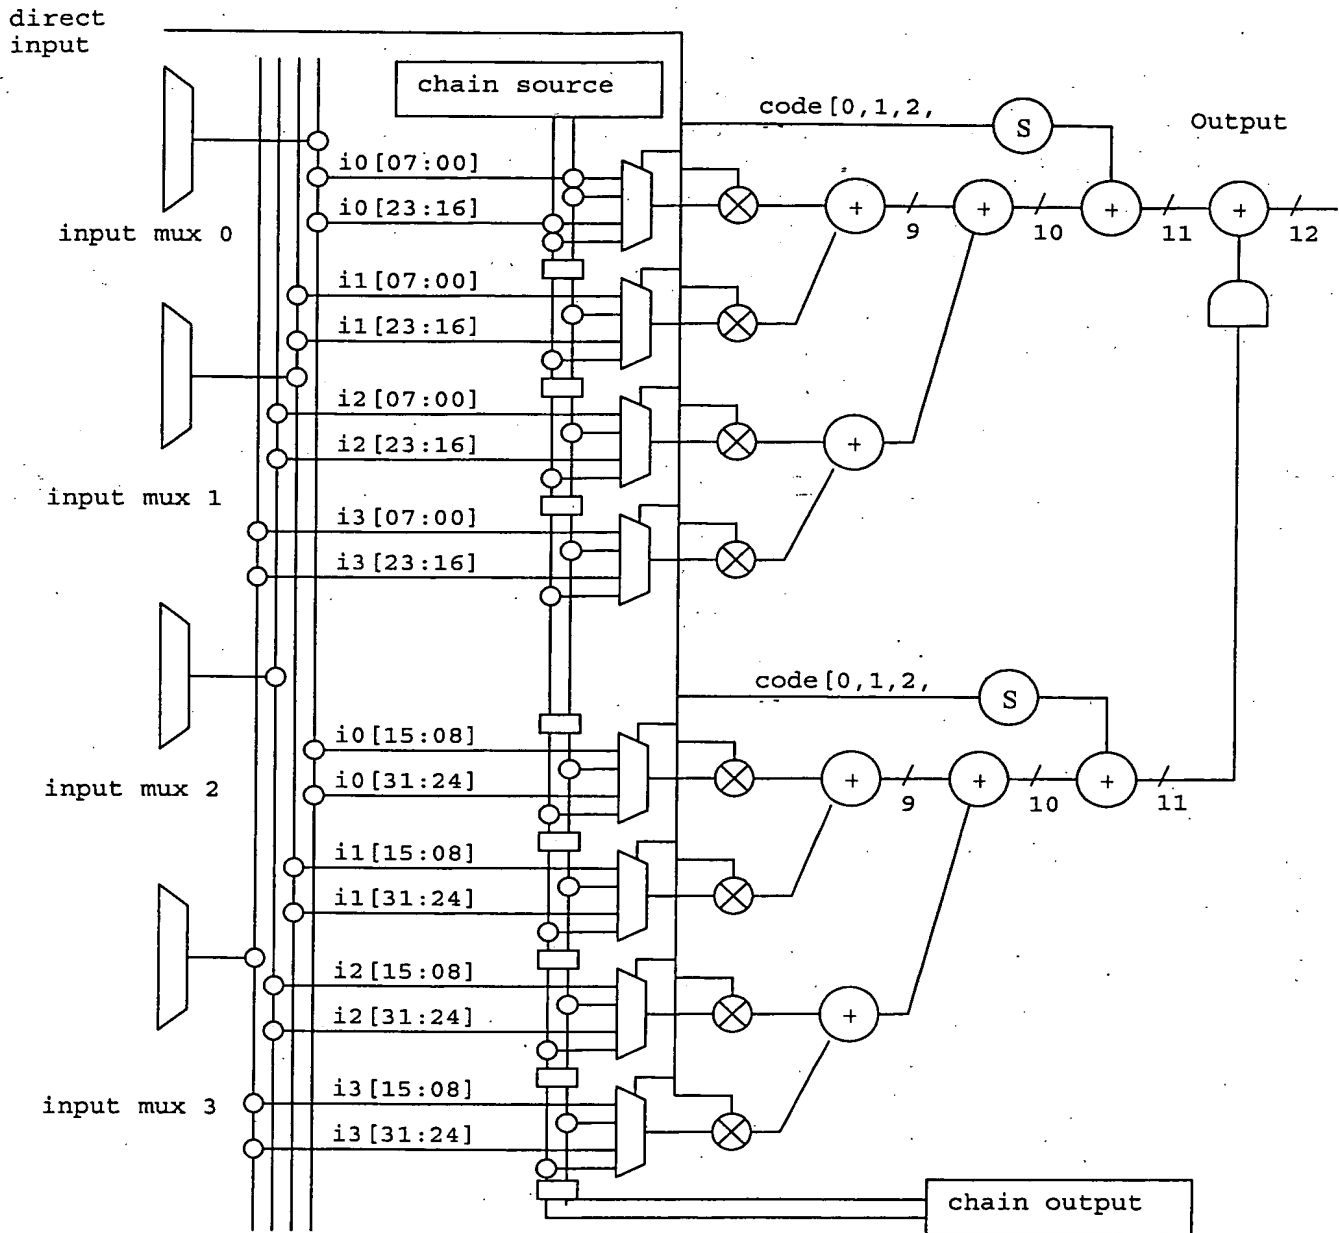 direct
input
chain source
code[0,1,2,
S
Output
i0[07:00]
i0[23:16]
input mux 0
+
9
+
10
+
11
+
12
i1[07:00]
i1[23:16]
i2[07:00]
i2[23:16]
+
input mux 1
i3[07:00]
i3[23:16]
code[0,1,2,
S
i0[15:08]
i0[31:24]
input mux 2
+
9
+
10
+
11
i1[15:08]
i1[31:24]
i2[15:08]
i2[31:24]
+
input mux 3
i3[15:08]
i3[31:24]
chain output